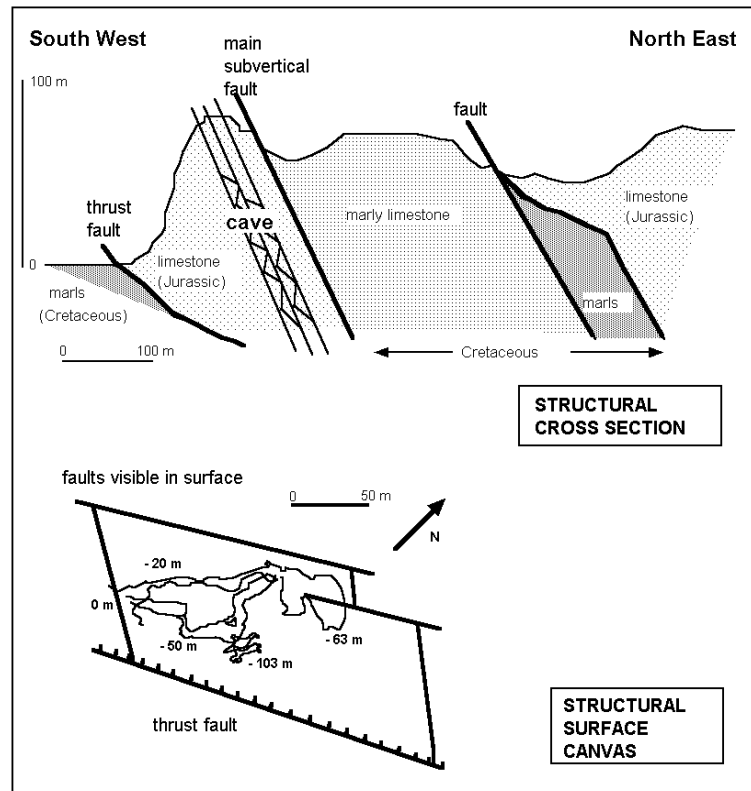 South West
North East
main
subvertical
fault
100 m
fault
thrust
fault
cave
marly limestone
limestone
(Jurassic)
limestone
(Jurassic)
0
marls
(Cretaceous)
marls
0 100 m
Cretaceous
STRUCTURAL
CROSS SECTION
faults visible in surface
0 50 m
N
- 20 m
0 m
- 50 m
- 103 m
- 63 m
thrust fault
STRUCTURAL
SURFACE
CANVAS